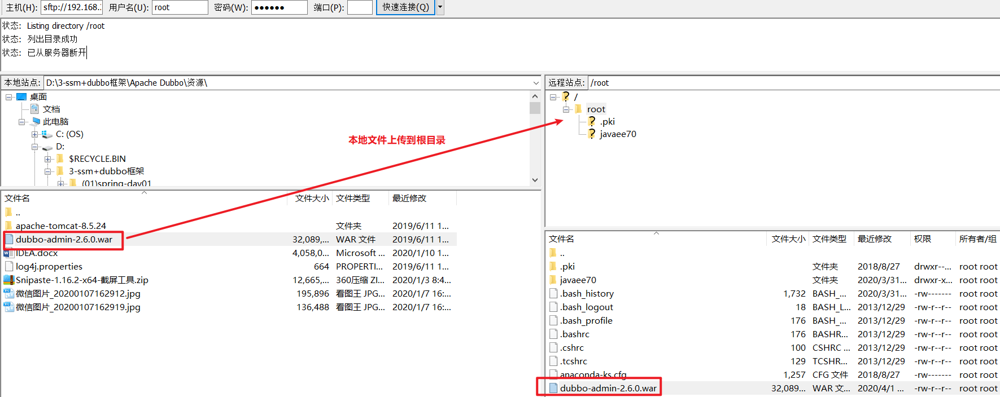 主机(H): sftp://192.168.: 用户名(U): root 密码(W): ●●●●●● 端口(P): 快速连接(Q)
状态: Listing directory /root
状态: 列出目录成功
状态: 已从服务器断开
本地站点: D:\3-ssm+dubbo框架\Apache Dubbo\资源\
桌面
文档
此电脑
C: (OS)
D:
$RECYCLE.BIN
3-ssm+dubbo框架
(01)spring-day01
本地文件上传到根目录
远程站点: /root
/
root
.pki
javaee70
文件名 文件大小 文件类型 最近修改
..
apache-tomcat-8.5.24 文件夹 2019/6/11 1...
dubbo-admin-2.6.0.war 32,089,... WAR 文件 2019/6/11 1...
IDEA.docx 4,058,0... Microsoft ... 2020/1/10 1...
log4j.properties 664 PROPERTI... 2019/6/11 1...
Snipaste-1.16.2-x64-截屏工具.zip 12,665,... 360压缩 ZI... 2020/1/3 8:4...
微信图片_20200107162912.jpg 195,896 看图王 JPG... 2020/1/7 16:...
微信图片_20200107162919.jpg 136,488 看图王 JPG... 2020/1/7 16:...
文件名 文件大小 文件类型 最近修改 权限 所有者/组
..
.pki 文件夹 2018/8/27 drwxr--... root root
javaee70 文件夹 2020/3/31... drwxr-x... root root
.bash_history 1,732 BASH_... 2020/3/31... -rw------- root root
.bash_logout 18 BASH_L... 2013/12/29 -rw-r--r-- root root
.bash_profile 176 BASH_... 2013/12/29 -rw-r--r-- root root
.bashrc 176 BASHR... 2013/12/29 -rw-r--r-- root root
.cshrc 100 CSHRC ... 2013/12/29 -rw-r--r-- root root
.tcshrc 129 TCSHR... 2013/12/29 -rw-r--r-- root root
anaconda-ks.cfg 1,257 CFG 文件 2018/8/27 -rw------- root root
dubbo-admin-2.6.0.war 32,089... WAR 文... 2020/4/1 ... -rw-r--r-- root root